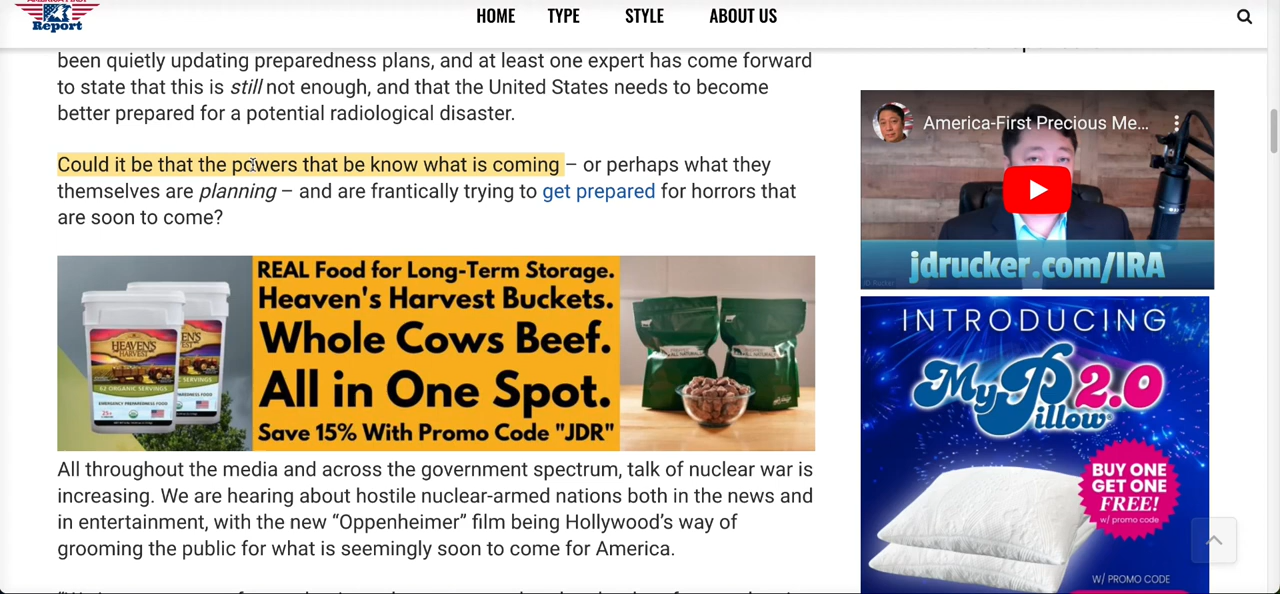 Report
HOME TYPE STYLE ABOUT US
been quietly updating preparedness plans, and at least one expert has come forward
to state that this is still not enough, and that the United States needs to become
better prepared for a potential radiological disaster.
Could it be that the powers that be know what is coming – or perhaps what they
themselves are planning – and are frantically trying to get prepared for horrors that
are soon to come?
HEAVEN'S
HARVEST
REAL Food for Long-Term Storage.
Heaven's Harvest Buckets.
Whole Cows Beef.
All in One Spot.
Save 15% With Promo Code "JDR"
All throughout the media and across the government spectrum, talk of nuclear war is
increasing. We are hearing about hostile nuclear-armed nations both in the news and
in entertainment, with the new “Oppenheimer” film being Hollywood’s way of
grooming the public for what is seemingly soon to come for America.
America-First Precious Me...
jdrucker.com/IRA
INTRODUCING
MyPillow 2.0
BUY ONE
GET ONE
FREE!
w/ promo code
W/ PROMO CODE